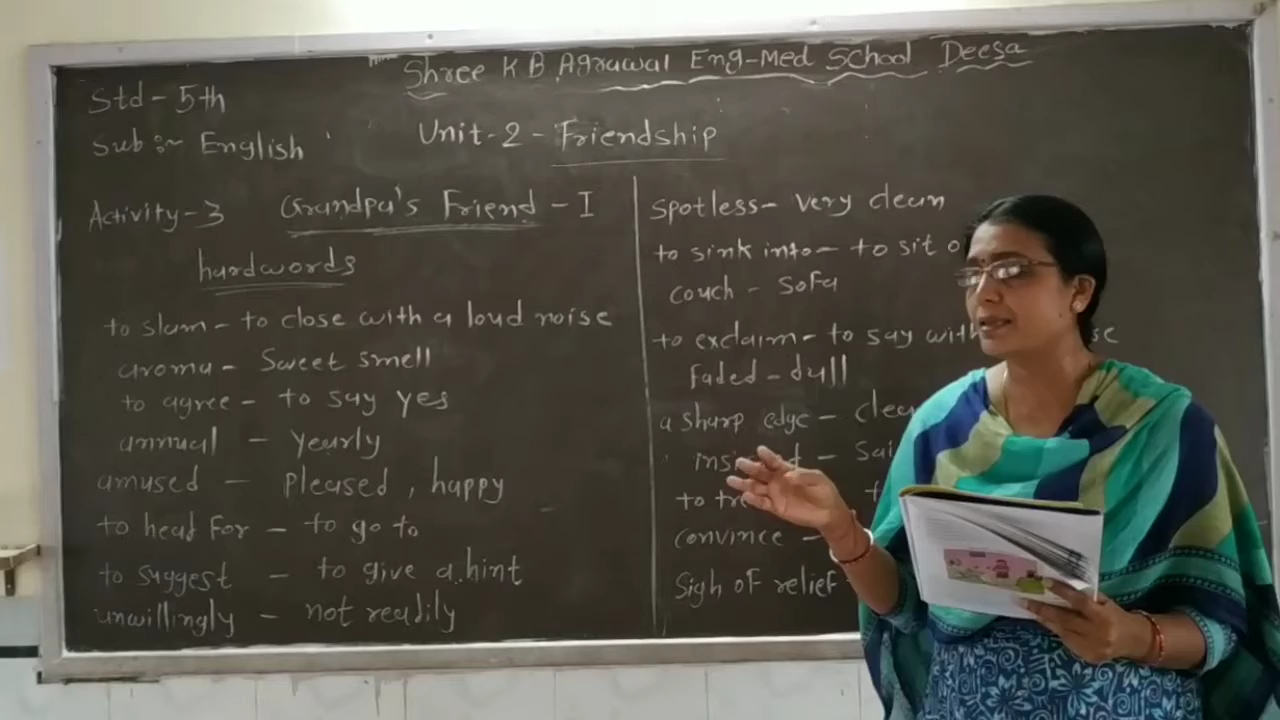 Shree K B Agrawal Eng-Med School Deesa
Std - 5th
Sub :- English
Unit-2 - Friendship
Activity-3 Grandpa's Friend - I
hardwords
to slam - to close with a loud noise
aroma - Sweet smell
to agree - to say yes
annual - yearly
amused - pleased, happy
to head for - to go to
to suggest - to give a hint
unwillingly - not readily
spotless - very clean
to sink into - to sit
couch - sofa
to exclaim - to say with
faded - dull
a sharp edge -
convince -
Sigh of relief